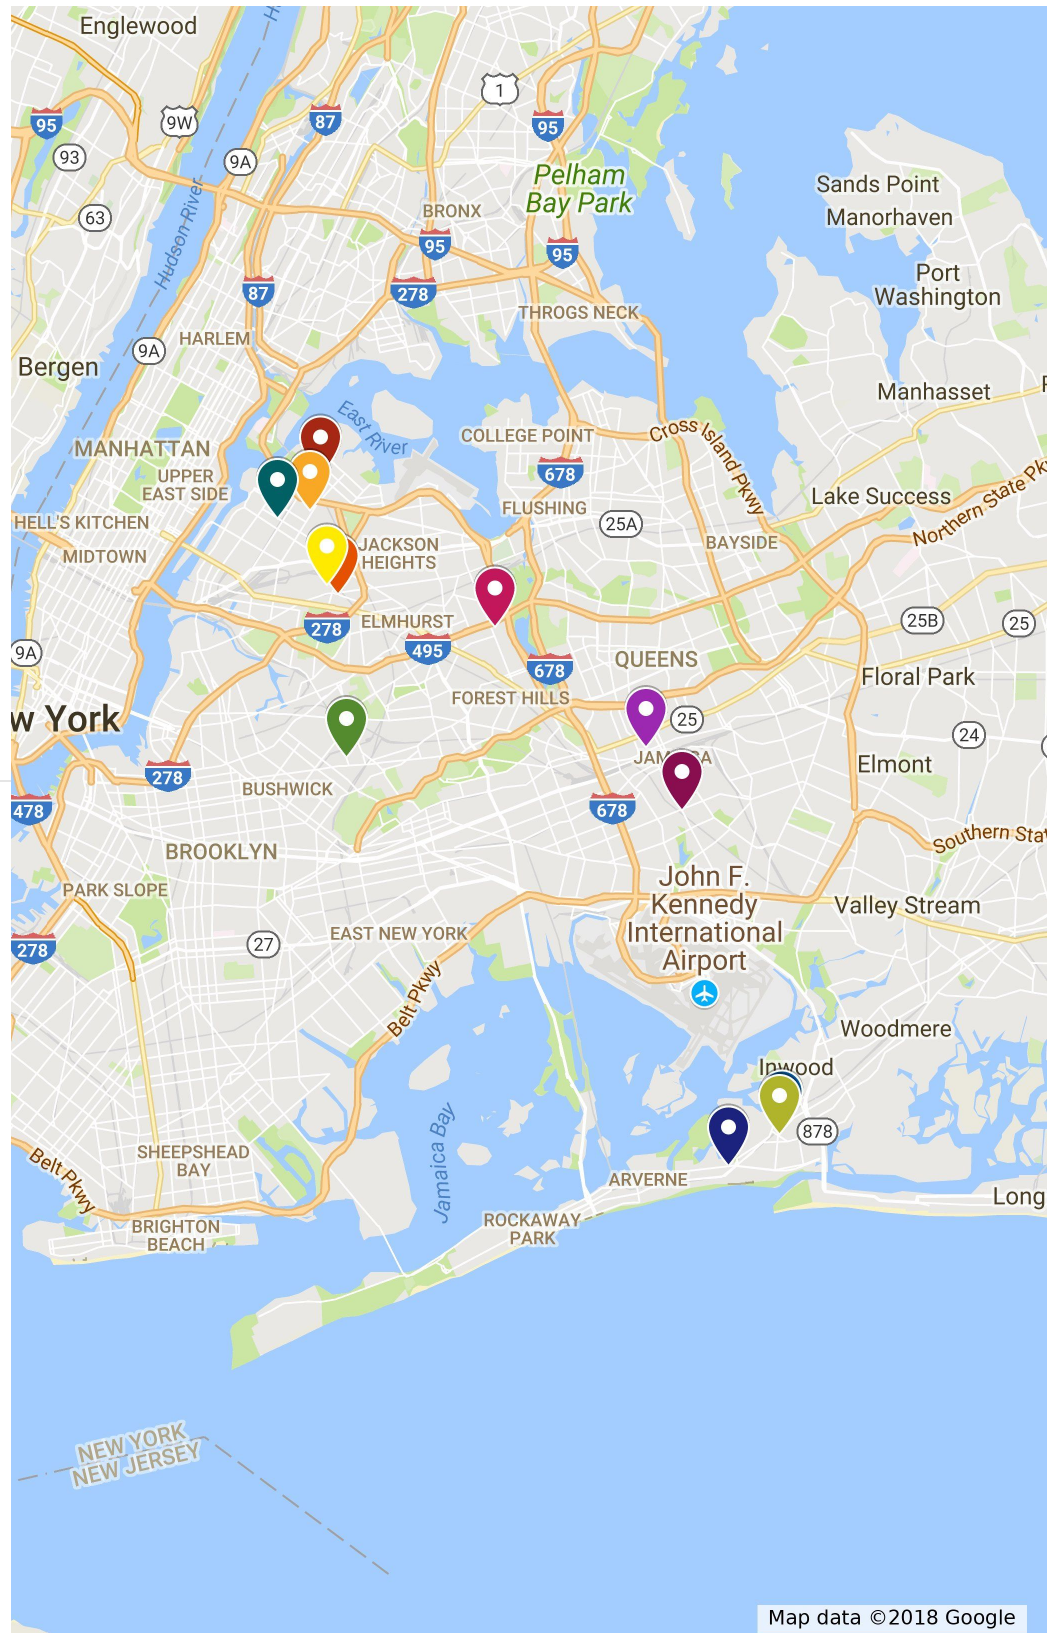 Englewood
1
9W
95
87
95
93
9A
Pelham
Bay Park
Sands Point
Manorhaven
63
BRONX
Hudson River
95
95
Port
Washington
87
278
THROGS NECK
HARLEM
9A
Bergen
Manhasset
East River
MANHATTAN
COLLEGE POINT
Cross Island Pkwy
UPPER
EAST SIDE
678
Lake Success
Northern State Pkw
HELL'S KITCHEN
FLUSHING
25A
MIDTOWN
JACKSON
HEIGHTS
BAYSIDE
278
ELMHURST
25B
25
9A
495
678
QUEENS
Floral Park
FOREST HILLS
w York
25
24
JAMAICA
Elmont
278
BUSHWICK
478
678
Southern Stat
BROOKLYN
PARK SLOPE
John F.
Kennedy
International
Airport
Valley Stream
278
27
EAST NEW YORK
Belt Pkwy
Woodmere
Inwood
878
Jamaica Bay
SHEEPSHEAD
BAY
Belt Pkwy
ARVERNE
Long
BRIGHTON
BEACH
ROCKAWAY
PARK
NEW YORK
NEW JERSEY
Map data ©2018 Google